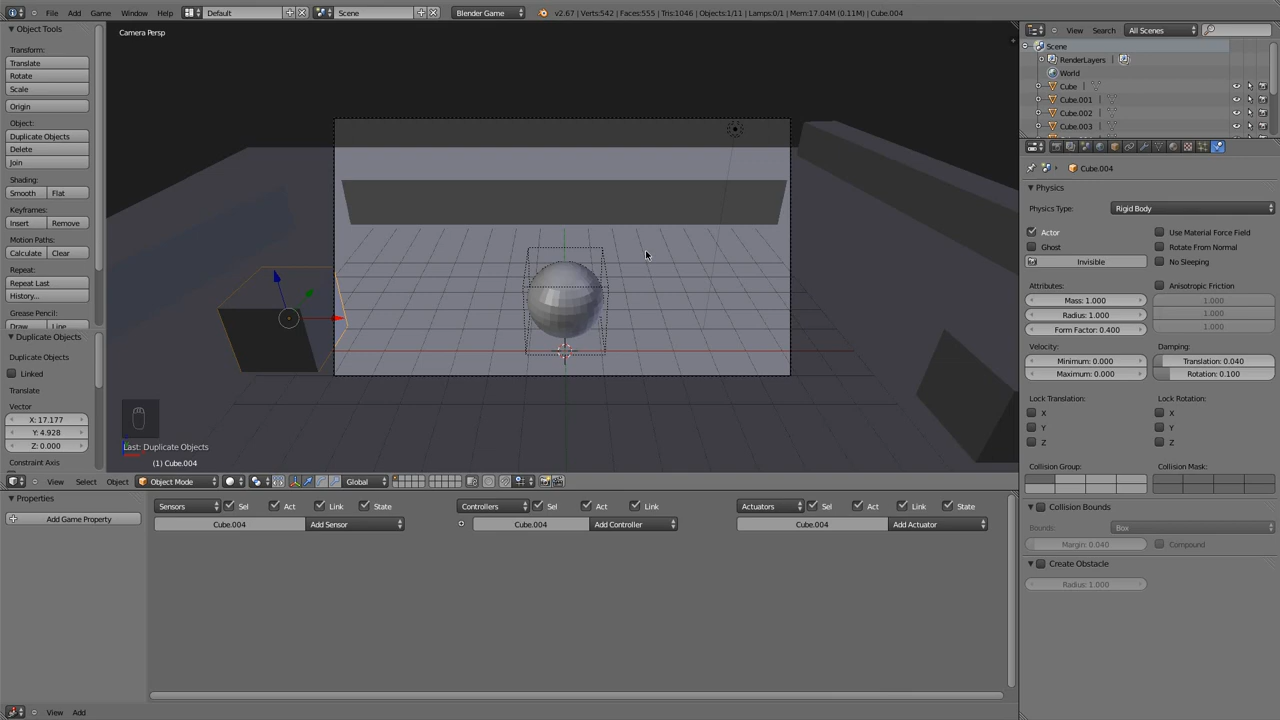 File Add Game Window Help Default Scene Blender Game v2.67 | Verts:542 | Faces:555 | Tris:1046 | Objects:1/11 | Lamps:0/1 | Mem:17.04M (0.11M) | Cube.004
Object Tools
Transform:
Translate
Rotate
Scale
Origin
Object:
Duplicate Objects
Delete
Join
Shading:
Smooth Flat
Keyframes:
Insert Remove
Motion Paths:
Calculate Clear
Repeat:
Repeat Last
History...
Grease Pencil:
Draw Line
Duplicate Objects
Duplicate Objects
Linked
Translate
Vector
X: 17.177
Y: 4.928
Z: 0.000
Constraint Axis
Camera Persp
Last: Duplicate Objects
(1) Cube.004
View Select Object Object Mode Global
View Search All Scenes
Scene
RenderLayers |
World
Cube |
Cube.001 |
Cube.002 |
Cube.003 |
Cube.004
Physics
Physics Type: Rigid Body
Actor Use Material Force Field
Ghost Rotate From Normal
Invisible No Sleeping
Attributes: Anisotropic Friction
Mass: 1.000 1.000
Radius: 1.000 1.000
Form Factor: 0.400 1.000
Velocity: Damping:
Minimum: 0.000 Translation: 0.040
Maximum: 0.000 Rotation: 0.100
Lock Translation: Lock Rotation:
X X
Y Y
Z Z
Collision Group: Collision Mask:
Collision Bounds
Bounds: Box
Margin: 0.040 Compound
Create Obstacle
Radius: 1.000
Properties
Add Game Property
Sensors Sel Act Link State Controllers Sel Act Link Actuators Sel Act Link State
Cube.004 Add Sensor Cube.004 Add Controller Cube.004 Add Actuator
View Add